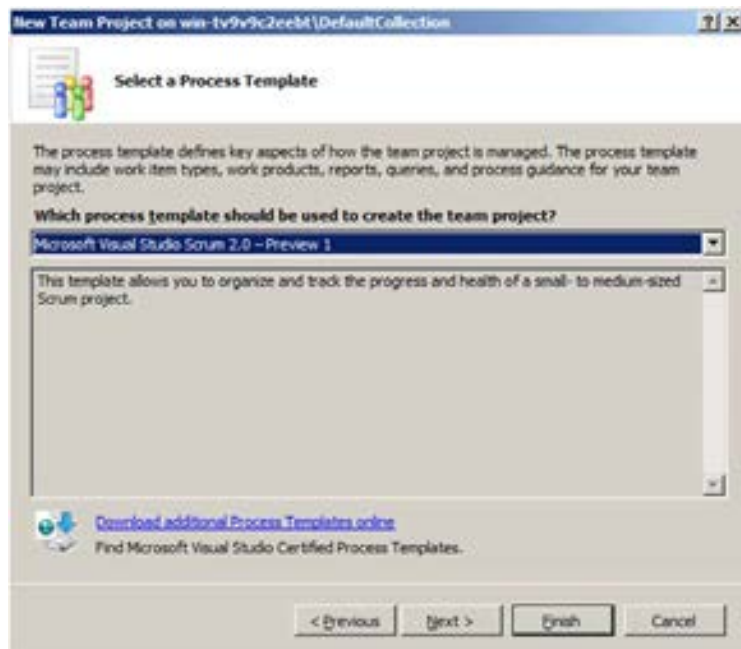 New Team Project on win-tv9v9c2eebt\DefaultCollection
Select a Process Template
The process template defines key aspects of how the team project is managed. The process template
may include work item types, work products, reports, queries, and process guidance for your team
project.
Which process template should be used to create the team project?
Microsoft Visual Studio Scrum 2.0 – Preview 1
This template allows you to organize and track the progress and health of a small- to medium-sized
Scrum project.
Download additional Process Templates online
Find Microsoft Visual Studio Certified Process Templates.
< Previous Next > Finish Cancel